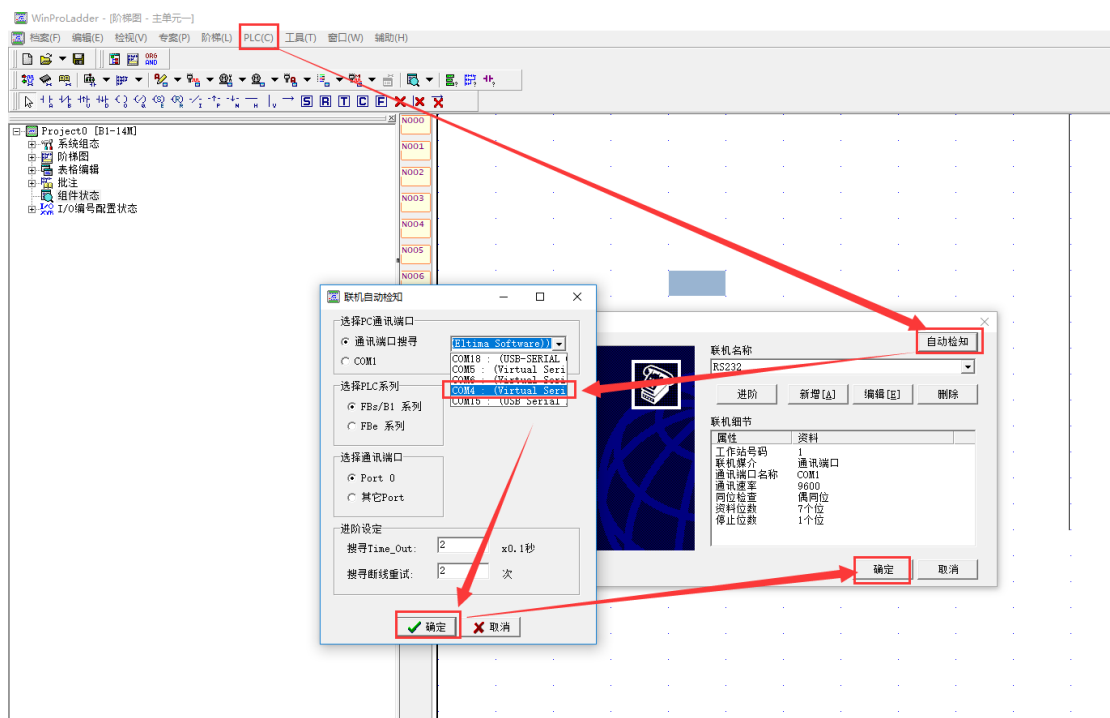 WinProLadder - [阶梯图 - 主单元一]
档案(F) 编辑(E) 检视(V) 专案(P) 阶梯(L) PLC(C) 工具(T) 窗口(W) 辅助(H)
ORG
AND
S R T C F
Project0 [B1-14M]
系统组态
阶梯图
表格编辑
批注
组件状态
I/O编号配置状态
N000
N001
N002
N003
N004
N005
N006
联机自动检知
选择PC通讯端口
通讯端口搜寻
Eltima Software))
COM1
COM18 : (USB-SERIAL
COM5 : (Virtual Seri
COM6 : (Virtual Seri
COM4 : (Virtual Seri
COM15 : (USB Serial
选择PLC系列
FBs/B1 系列
FBe 系列
选择通讯端口
Port 0
其它Port
进阶设定
搜寻Time_Out: 2 x0.1秒
搜寻断线重试: 2 次
确定 取消
自动检知
联机名称
RS232
进阶 新增[A] 编辑[E] 删除
联机细节
属性 资料
工作站号码 1
联机媒介 通讯端口
通讯端口名称 COM1
通讯速率 9600
同位检查 偶同位
资料位数 7个位
停止位数 1个位
确定 取消